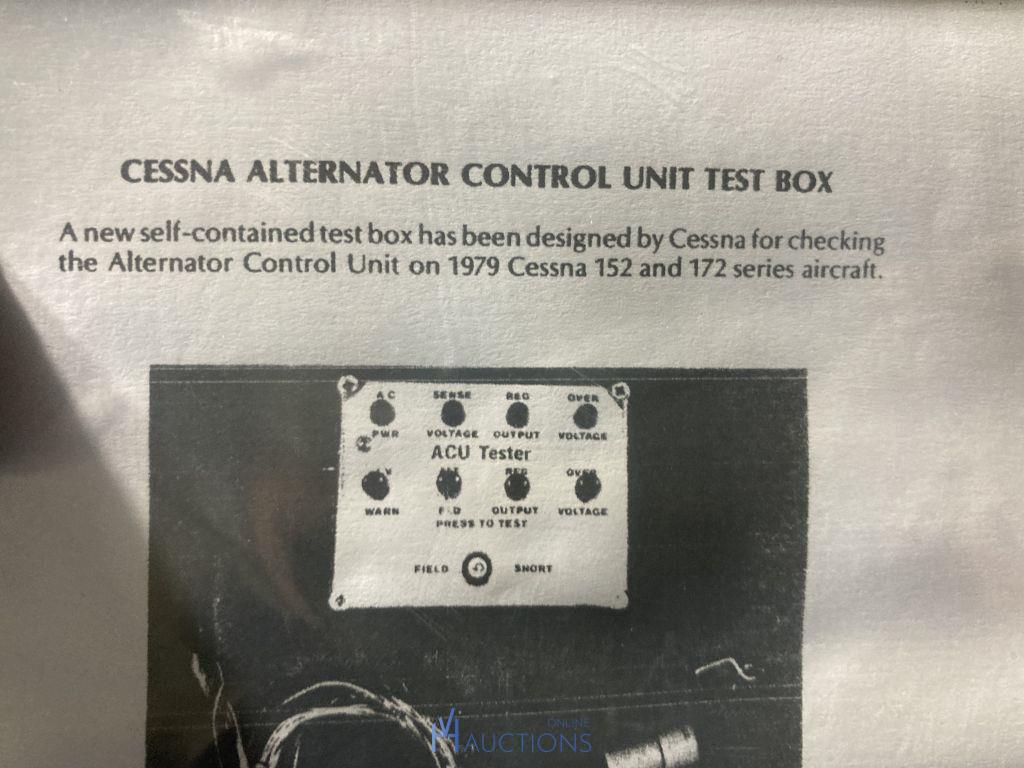 CESSNA ALTERNATOR CONTROL UNIT TEST BOX
A new self-contained test box has been designed by Cessna for checking
the Alternator Control Unit on 1979 Cessna 152 and 172 series aircraft.
AC SENSE REG OVER
PWR VOLTAGE OUTPUT VOLTAGE
ACU Tester
REG OVER
WARN OUTPUT VOLTAGE
PRESS TO TEST
FIELD SHORT
ONLINE
AUCTIONS